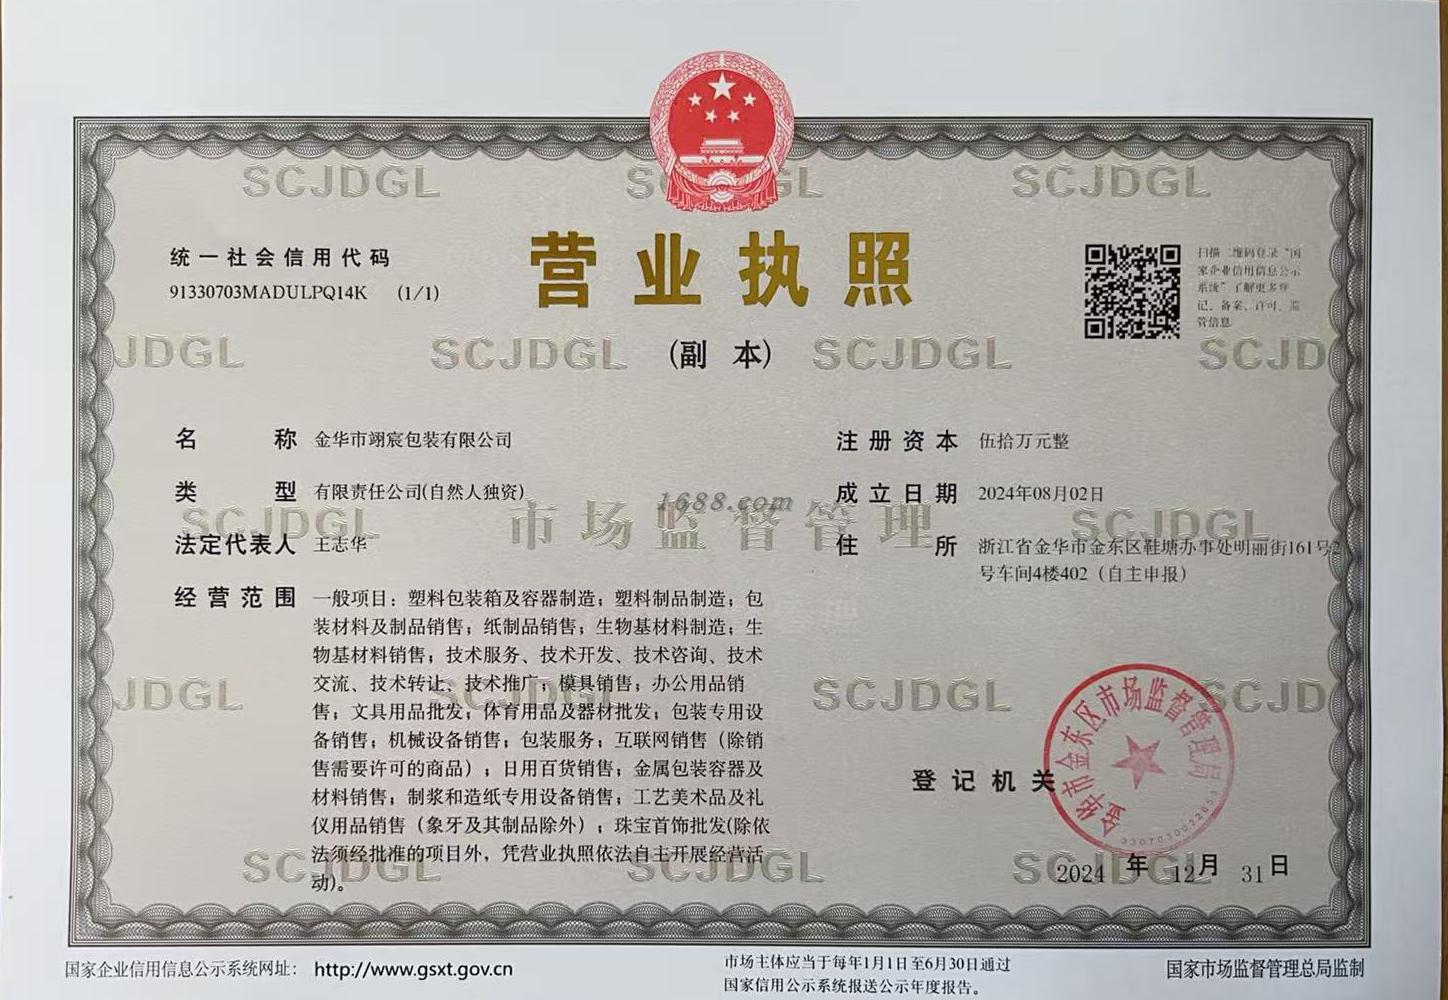 统一社会信用代码
91330703MADULPQ14K (1/1)
营业执照
(副 本)
扫描二维码登录“国
家企业信用信息公示
系统”了解更多登
记、备案、许可、监
管信息
名 称 金华市翊宸包装有限公司
类 型 有限责任公司(自然人独资)
法定代表人 王志华
经营范围 一般项目：塑料包装箱及容器制造；塑料制品制造；包
装材料及制品销售；纸制品销售；生物基材料制造；生
物基材料销售；技术服务、技术开发、技术咨询、技术
交流、技术转让、技术推广；模具销售；办公用品销
售；文具用品批发；体育用品及器材批发；包装专用设
备销售；机械设备销售；包装服务；互联网销售（除销
售需要许可的商品）；日用百货销售；金属包装容器及
材料销售；制浆和造纸专用设备销售；工艺美术品及礼
仪用品销售（象牙及其制品除外）；珠宝首饰批发(除依
法须经批准的项目外，凭营业执照依法自主开展经营活
动)。
注册资本 伍拾万元整
成立日期 2024年08月02日
住 所 浙江省金华市金东区鞋塘办事处明丽街161号2
号车间4楼402（自主申报）
登记机关
金华市金东区市场监督管理局
2024 年 12月 31日
SCJDGL
市场监督管理
1688.com
国家企业信用信息公示系统网址： http://www.gsxt.gov.cn
市场主体应当于每年1月1日至6月30日通过
国家信用公示系统报送公示年度报告。
国家市场监督管理总局监制